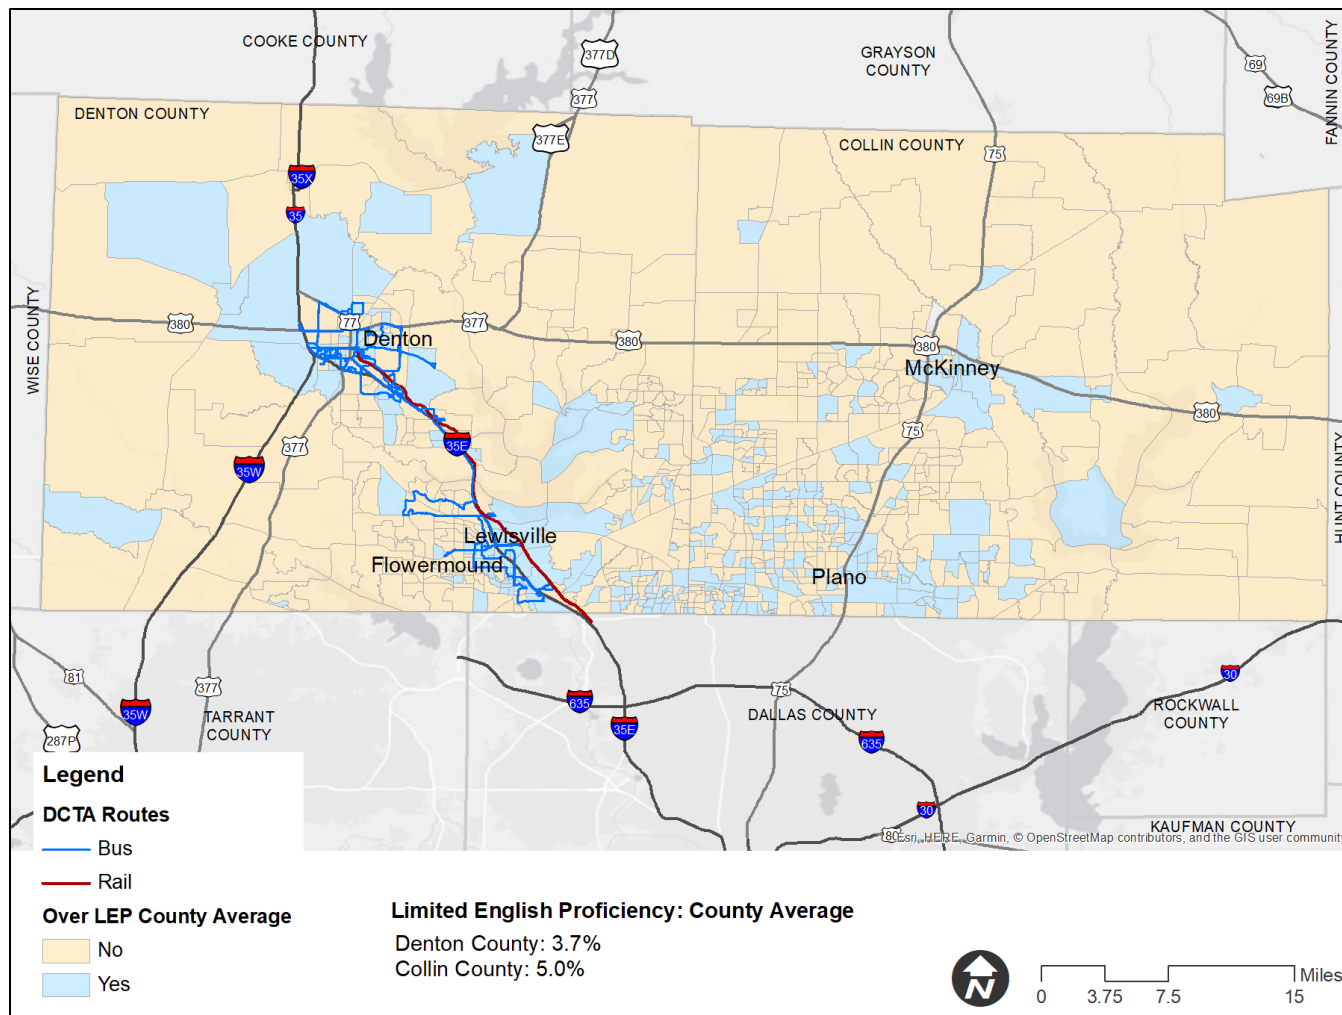 COOKE COUNTY
GRAYSON
COUNTY
FANNIN COUNTY
377D
377
377E
69
69B
75
DENTON COUNTY
COLLIN COUNTY
35X
35
WISE COUNTY
380
77
377
380
380
Denton
McKinney
380
75
377
35E
35W
HUNT COUNTY
Lewisville
Flowermound
Plano
81
377
35W
287P
TARRANT
COUNTY
635
35E
75
DALLAS COUNTY
635
30
ROCKWALL
COUNTY
30
80
KAUFMAN COUNTY
Esri, HERE, Garmin, © OpenStreetMap contributors, and the GIS user community
Legend
DCTA Routes
Bus
Rail
Over LEP County Average
No
Yes
Limited English Proficiency: County Average
Denton County: 3.7%
Collin County: 5.0%
N
Miles
0 3.75 7.5 15